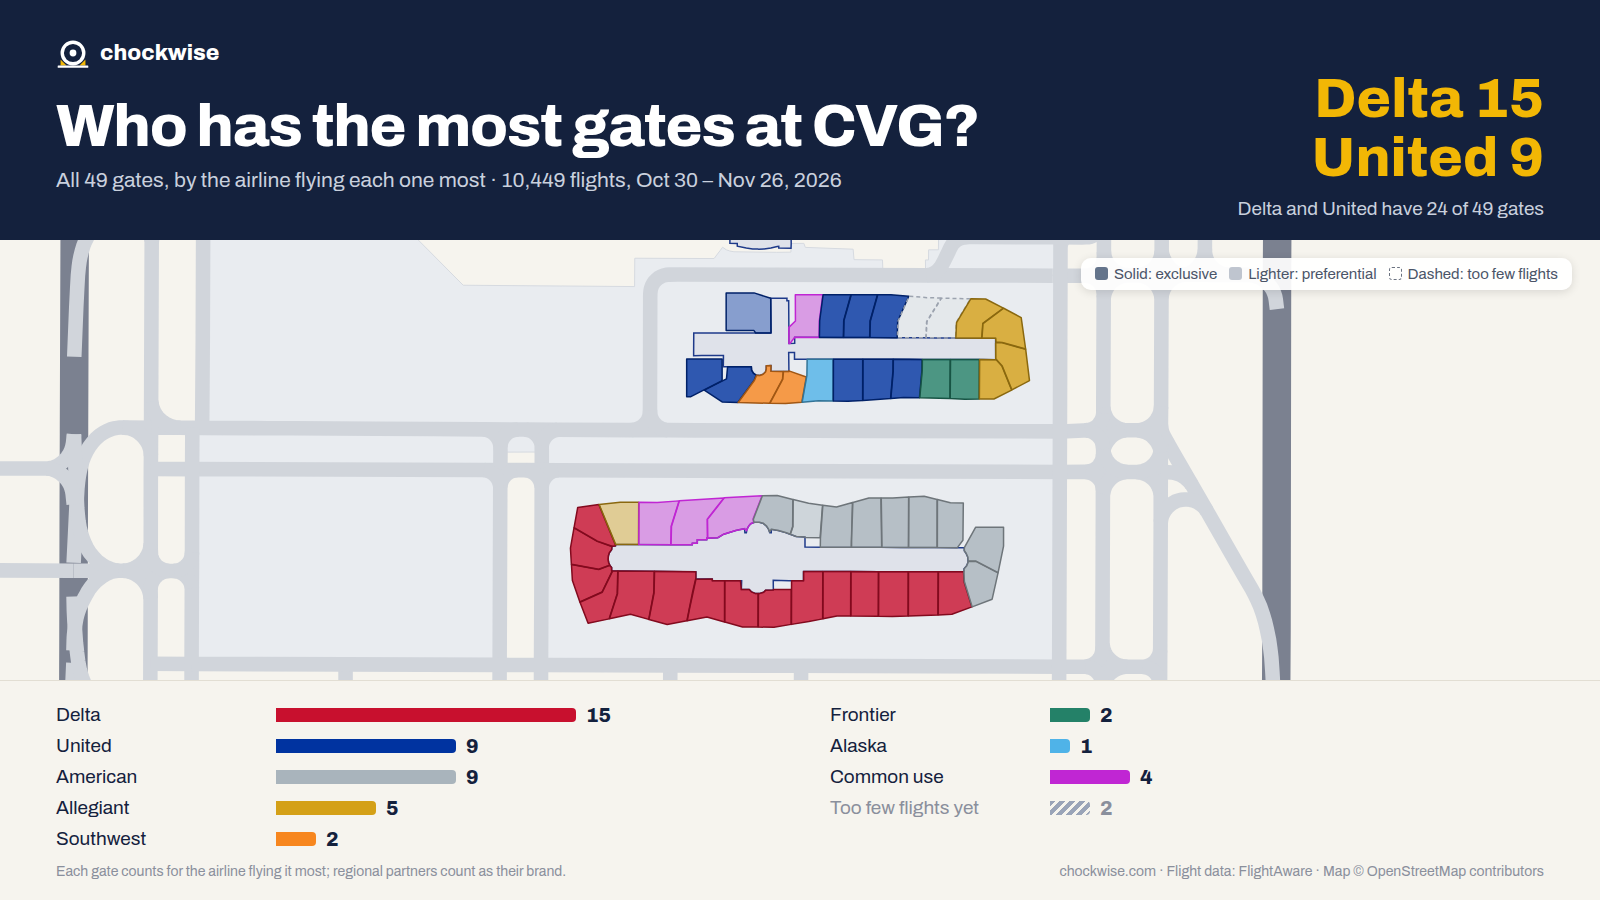 chockwise
Who has the most gates at CVG?
All 49 gates, by the airline flying each one most · 10,449 flights, Oct 30 – Nov 26, 2026
Delta 15
United 9
Delta and United have 24 of 49 gates
Solid: exclusive Lighter: preferential Dashed: too few flights
Delta 15
United 9
American 9
Allegiant 5
Southwest 2
Frontier 2
Alaska 1
Common use 4
Too few flights yet 2
Each gate counts for the airline flying it most; regional partners count as their brand.
chockwise.com · Flight data: FlightAware · Map © OpenStreetMap contributors